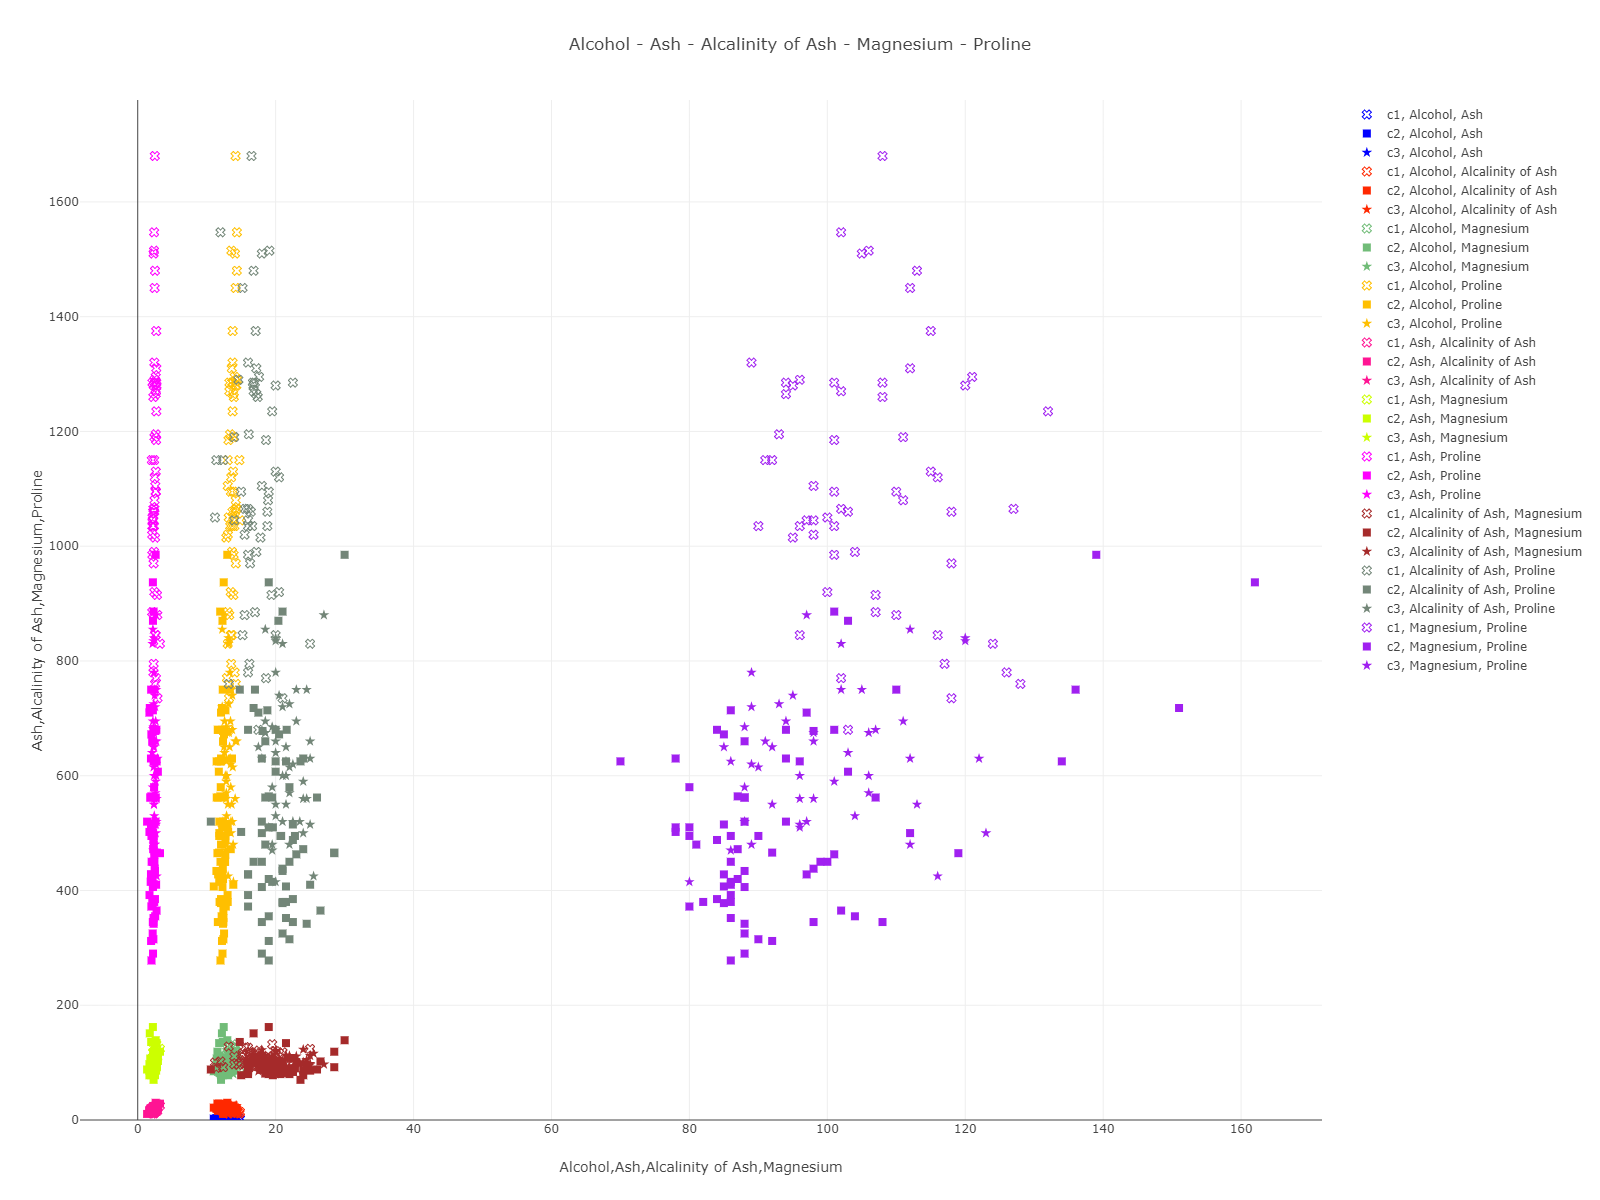 Alcohol - Ash - Alcalinity of Ash - Magnesium - Proline
c1, Alcohol, Ash
c2, Alcohol, Ash
c3, Alcohol, Ash
c1, Alcohol, Alcalinity of Ash
c2, Alcohol, Alcalinity of Ash
c3, Alcohol, Alcalinity of Ash
c1, Alcohol, Magnesium
c2, Alcohol, Magnesium
c3, Alcohol, Magnesium
c1, Alcohol, Proline
c2, Alcohol, Proline
c3, Alcohol, Proline
c1, Ash, Alcalinity of Ash
c2, Ash, Alcalinity of Ash
c3, Ash, Alcalinity of Ash
c1, Ash, Magnesium
c2, Ash, Magnesium
c3, Ash, Magnesium
c1, Ash, Proline
c2, Ash, Proline
c3, Ash, Proline
c1, Alcalinity of Ash, Magnesium
c2, Alcalinity of Ash, Magnesium
c3, Alcalinity of Ash, Magnesium
c1, Alcalinity of Ash, Proline
c2, Alcalinity of Ash, Proline
c3, Alcalinity of Ash, Proline
c1, Magnesium, Proline
c2, Magnesium, Proline
c3, Magnesium, Proline
Ash,Alcalinity of Ash,Magnesium,Proline
1600
1400
1200
1000
800
600
400
200
0
0 20 40 60 80 100 120 140 160
Alcohol,Ash,Alcalinity of Ash,Magnesium